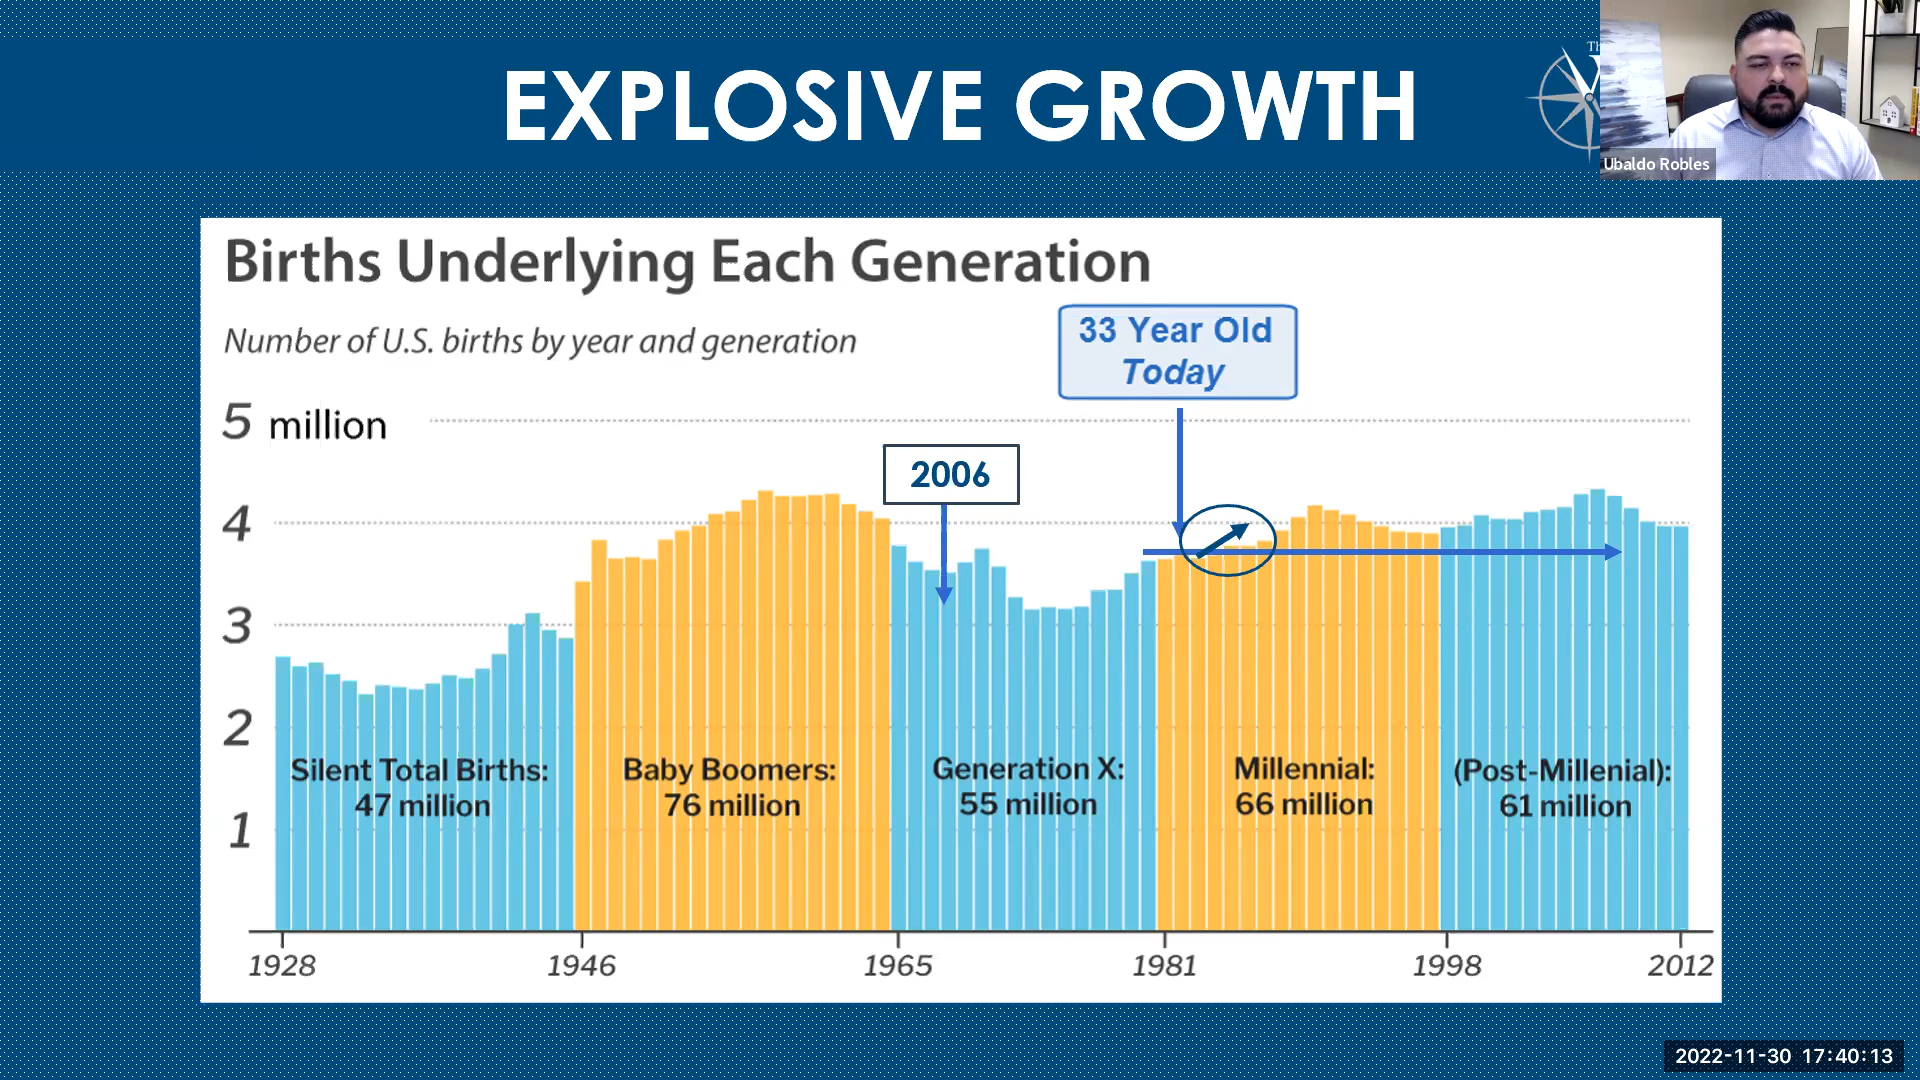 EXPLOSIVE GROWTH
Ubaldo Robles
Births Underlying Each Generation
Number of U.S. births by year and generation
33 Year Old
Today
5 million
2006
4
3
2
1
Silent Total Births:
47 million
Baby Boomers:
76 million
Generation X:
55 million
Millennial:
66 million
(Post-Millenial):
61 million
1928
1946
1965
1981
1998
2012
2022-11-30 17:40:13